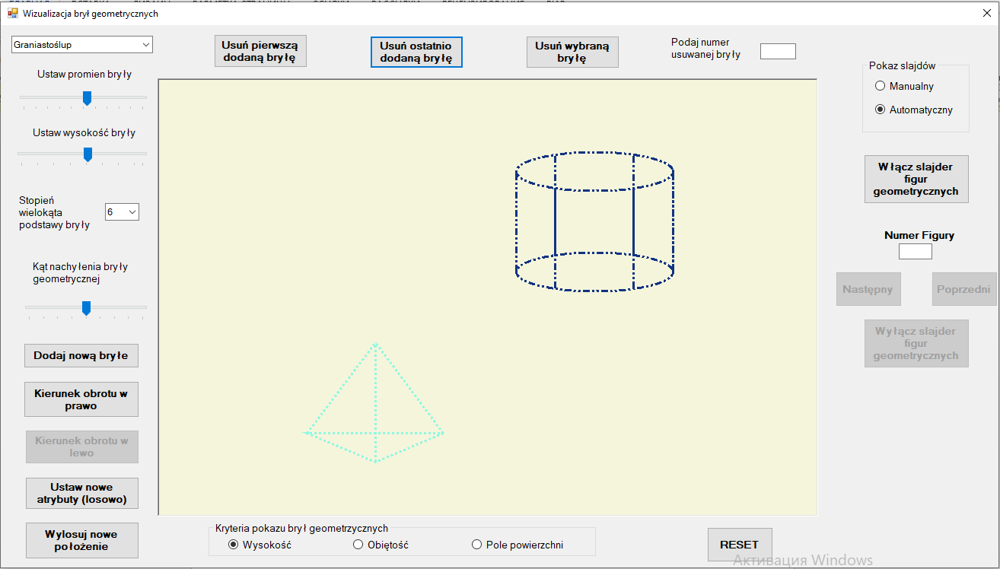 Wizualizacja brył geometrycznych
Graniastosłup
Usuń pierwszą
dodaną bryłę
Usuń ostatnio
dodaną bryłę
Usuń wybraną
bryłę
Podaj numer
usuwanej bryły
Ustaw promien bryły
Ustaw wysokość bryły
Stopień
wielokąta
podstawy bryły
6
Kąt nachylenia bryły
geometrycznej
Dodaj nową bryłe
Kierunek obrotu w
prawo
Kierunek obrotu w
lewo
Ustaw nowe
atrybuty (losowo)
Wylosuj nowe
położenie
Pokaz slajdów
Manualny
Automatyczny
Włącz slajder
figur
geometrycznych
Numer Figury
Następny
Poprzedni
Wyłącz slajder
figur
geometrycznych
Kryteria pokazu brył geometrzycznych
Wysokość
Objętość
Pole powierzchni
RESET
Активация Windows